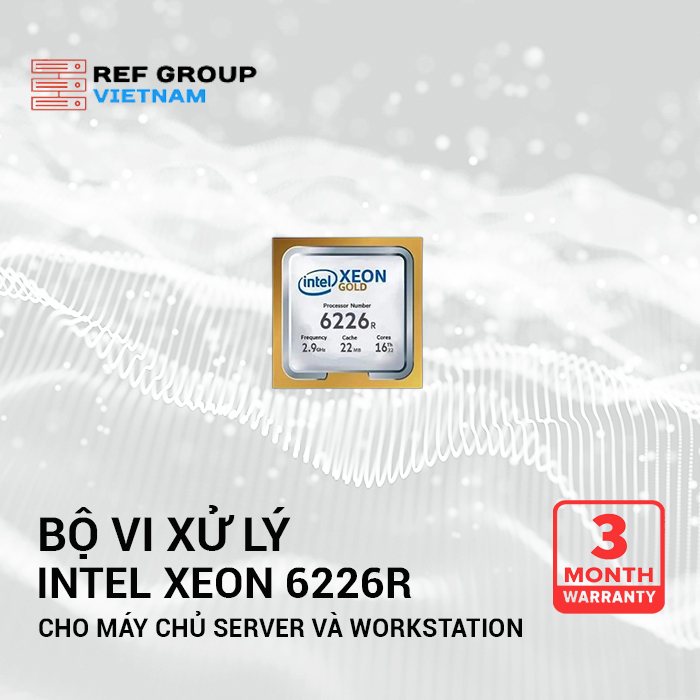 REF GROUP
VIETNAM
intel XEON
GOLD
Processor Number
6226R
Frequency Cache Cores
2.9GHz 22MB 16Th32
BỘ VI XỬ LÝ
INTEL XEON 6226R
CHO MÁY CHỦ SERVER VÀ WORKSTATION
3
MONTH
WARRANTY